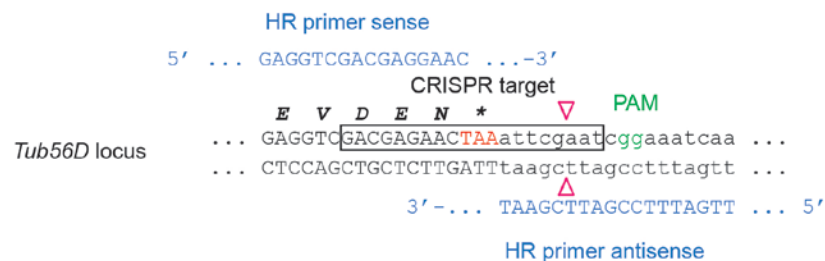 HR primer sense
5′ ... GAGGTCGACGAGGAAC ...-3′
CRISPR target
PAM
E V D E N *
... GAGGTCGACGAGAACTAAattcgaatcggaaatcaa ...
Tub56D locus
... CTCCAGCTGCTCTTGATTtaagcttagcctttagtt ...
3′-... TAAGCTTAGCCTTTAGTT ... 5′
HR primer antisense